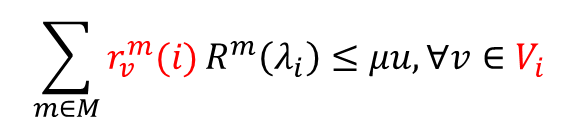 ∑_{m∈M} r_v^m(i) R^m(λ_i) ≤ μu, ∀v ∈ V_i